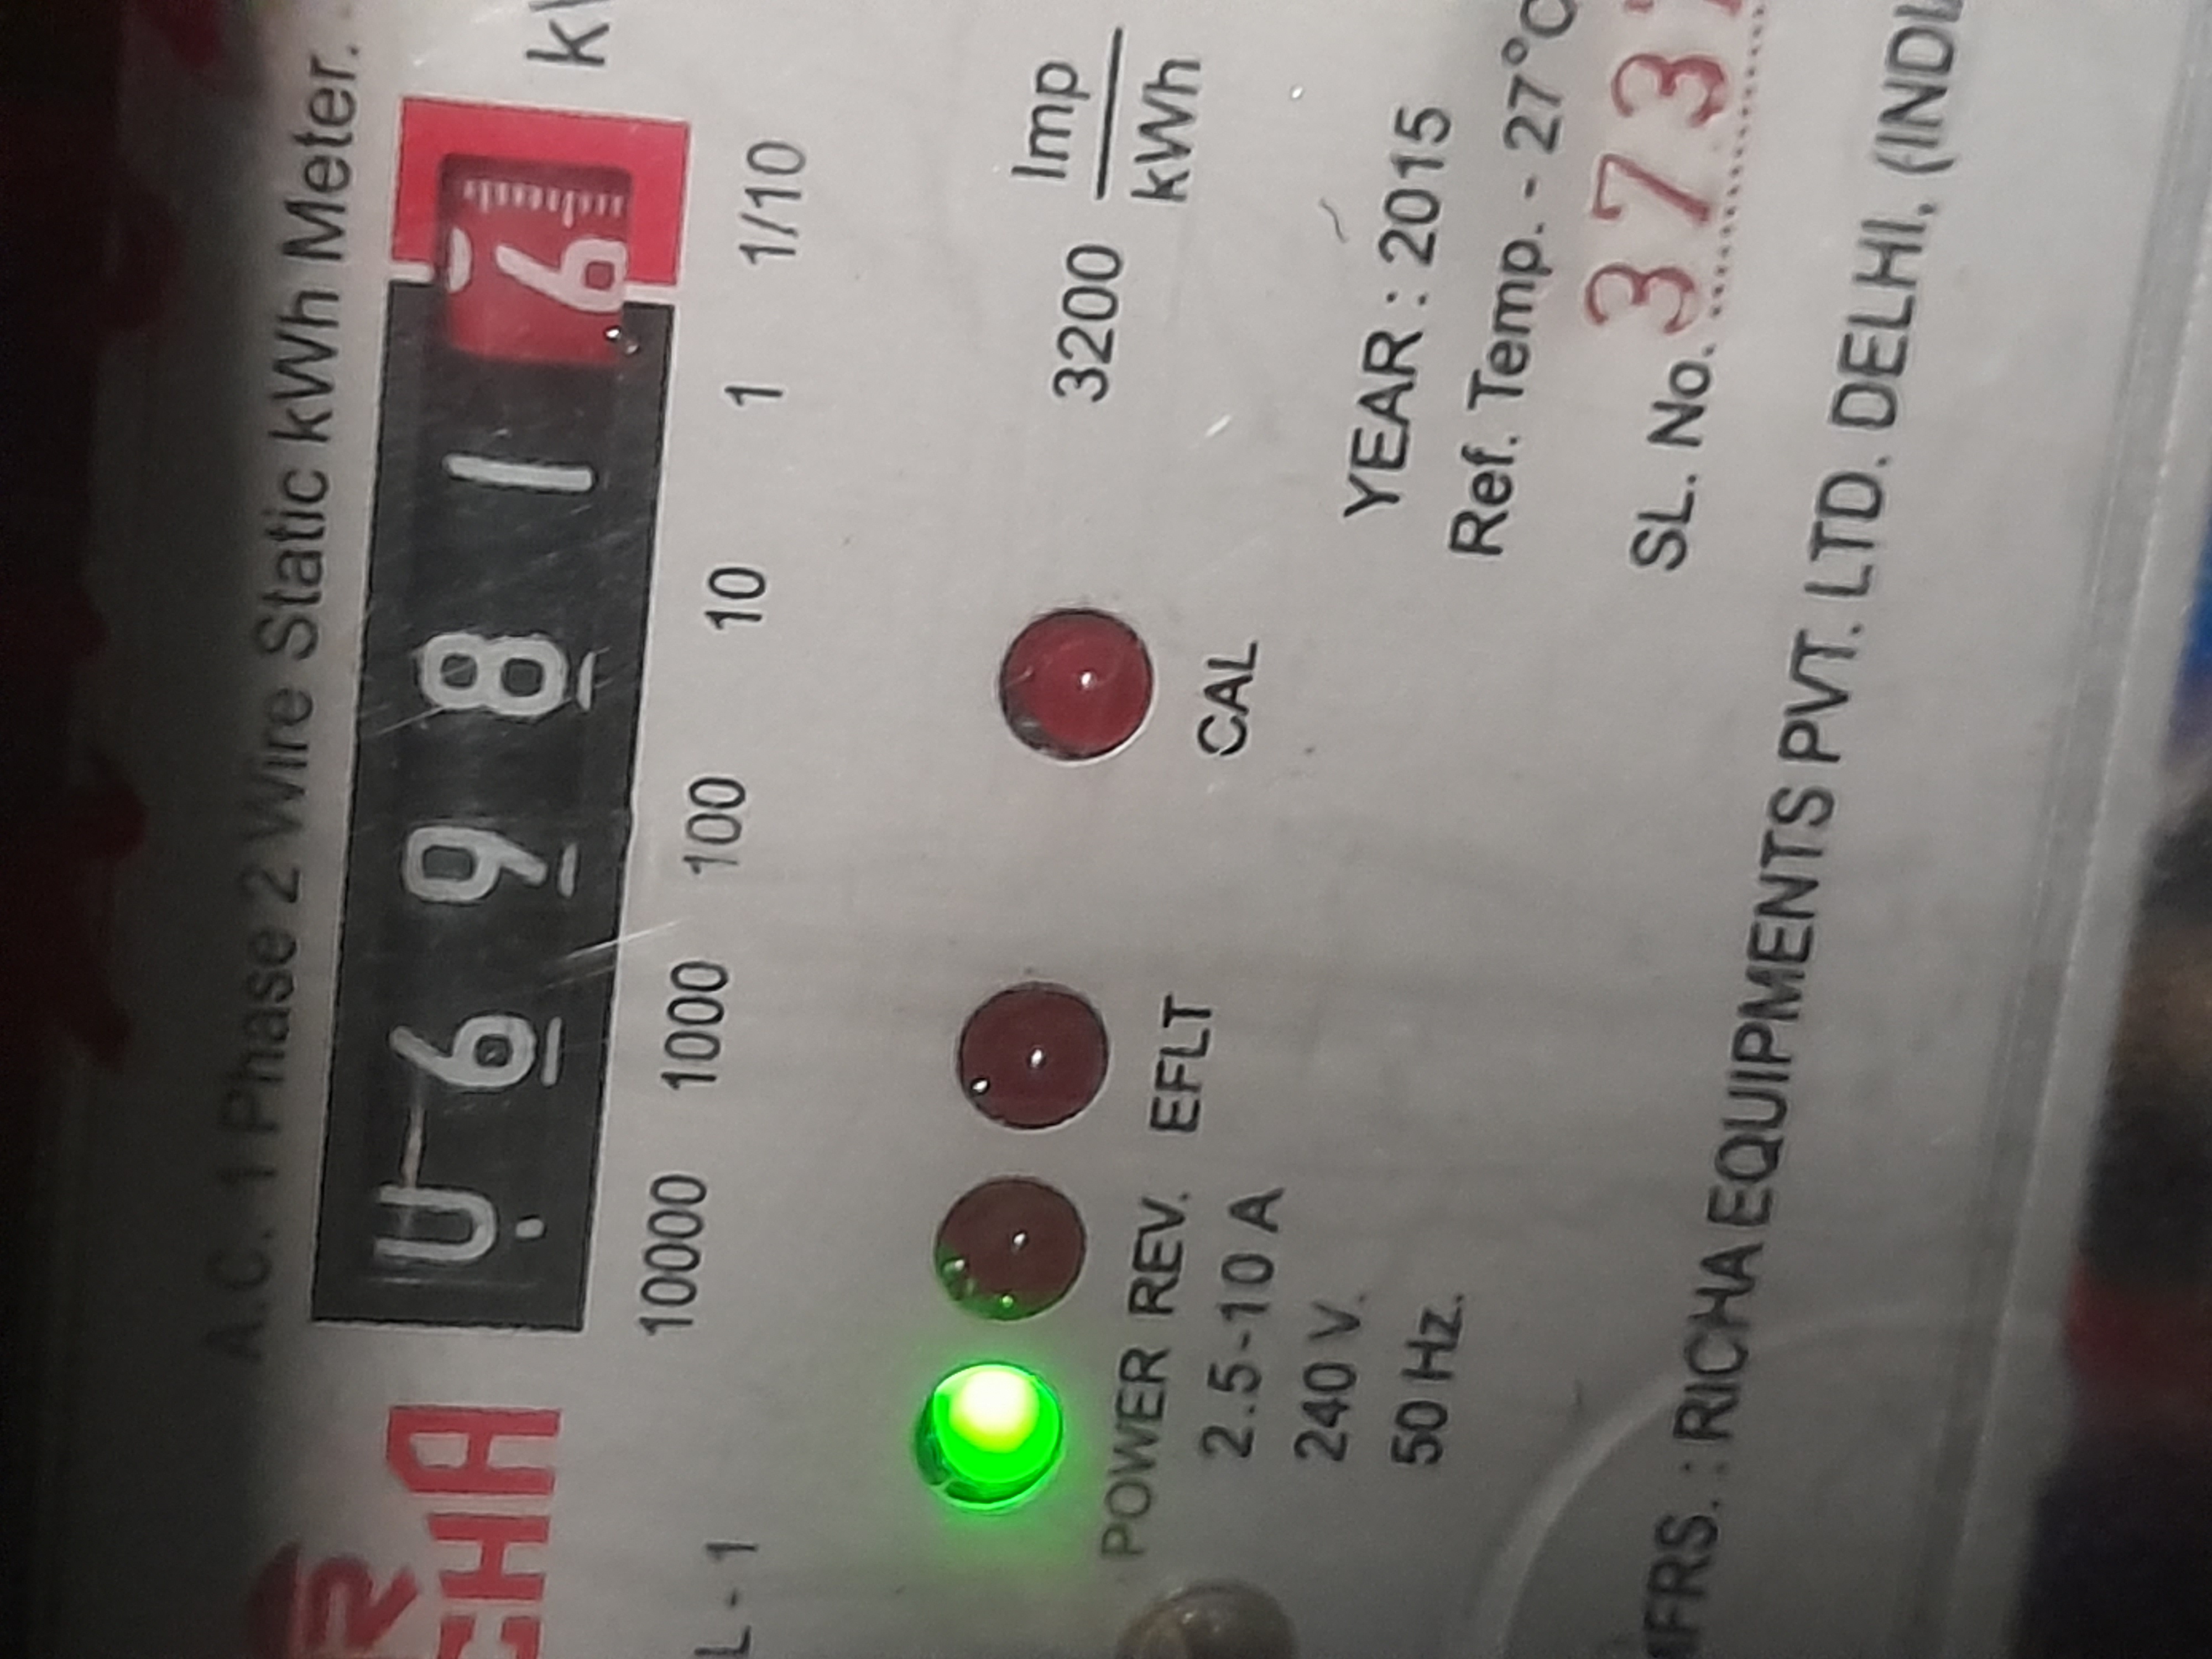 A.C. 1 Phase 2 Wire Static kWh Meter.
6 9 8 1
10000 1000 100 10 1 1/10
L - 1
3200 Imp
kWh
POWER REV. EFLT CAL
2.5-10 A
240 V.
50 Hz.
YEAR : 2015
Ref. Temp. - 27°C
SL. No. 373
MFRS. : RICHA EQUIPMENTS PVT. LTD. DELHI, (INDI